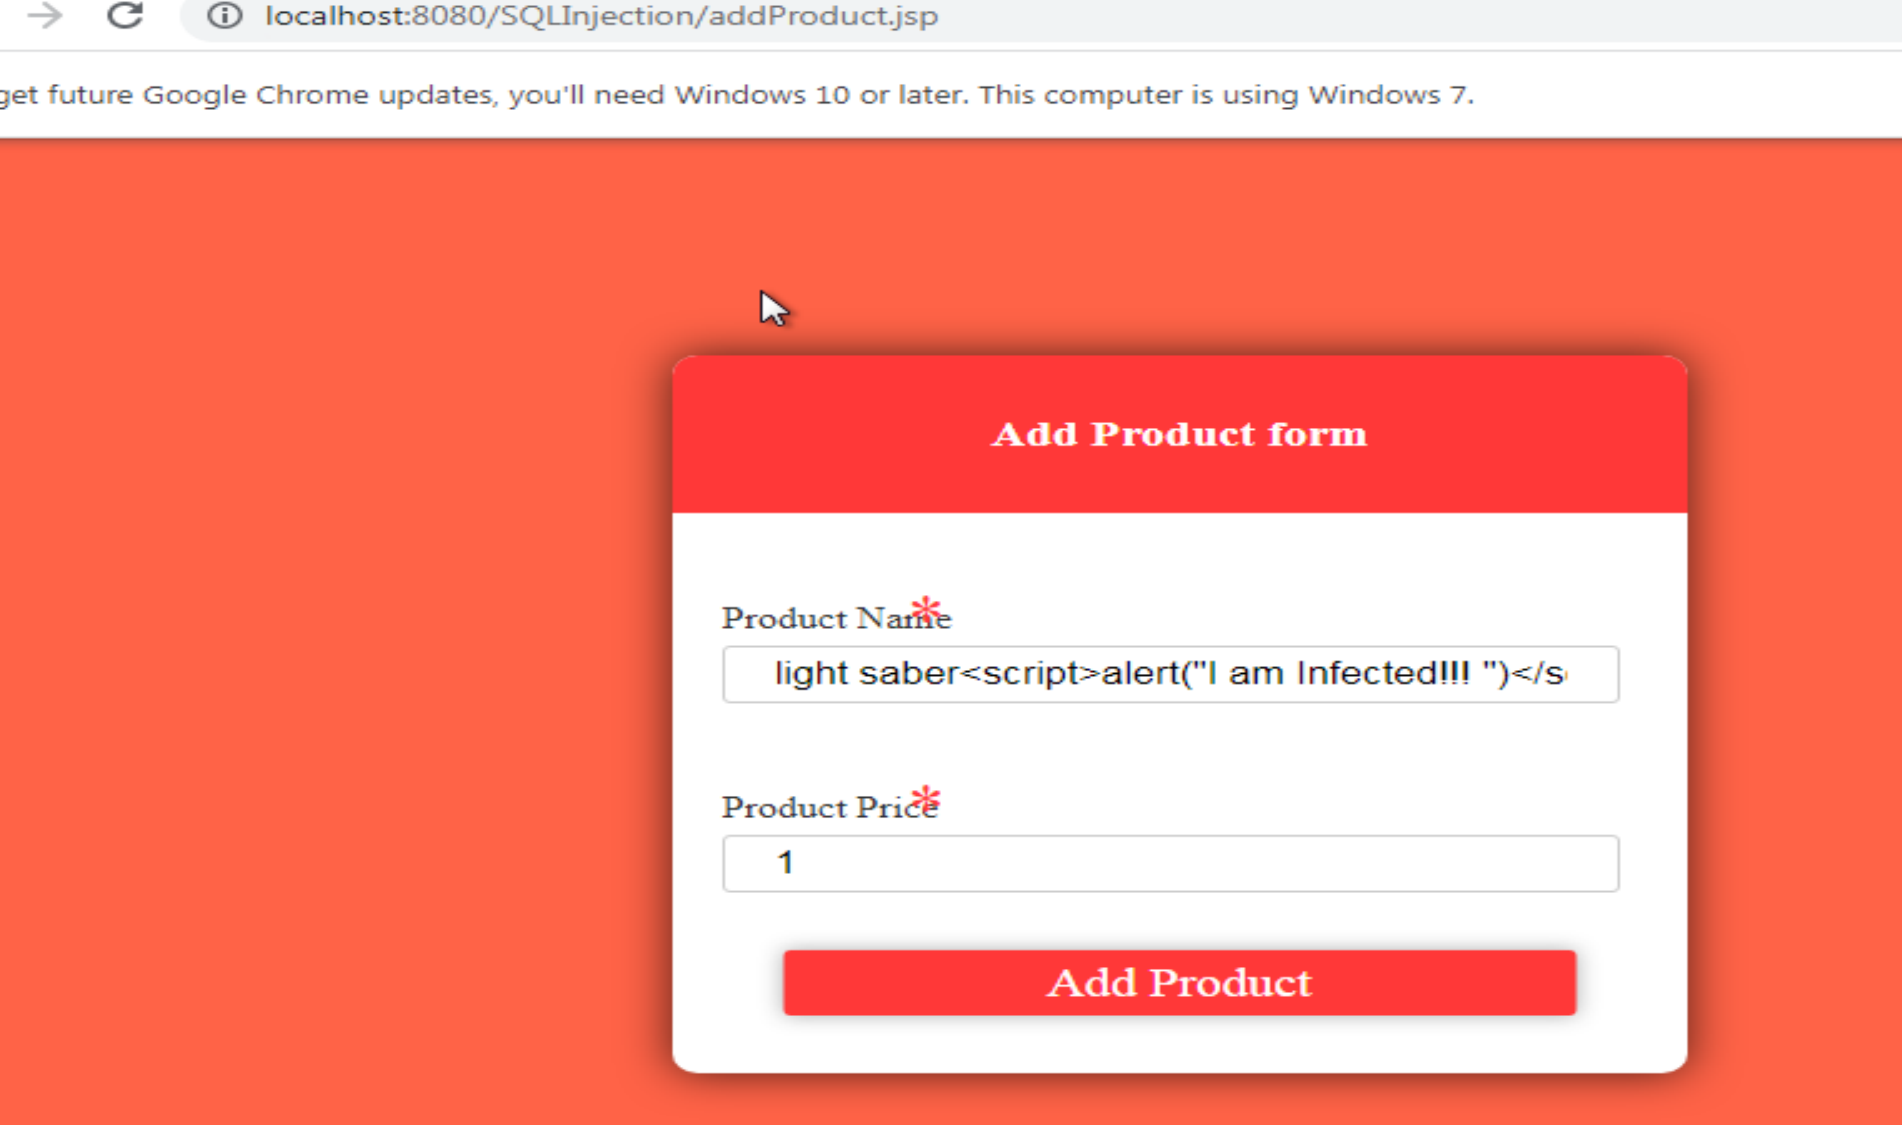 localhost:8080/SQLInjection/addProduct.jsp
get future Google Chrome updates, you'll need Windows 10 or later. This computer is using Windows 7.
Add Product form
Product Name*
light saber<script>alert("I am Infected!!! ")</s
Product Price*
1
Add Product